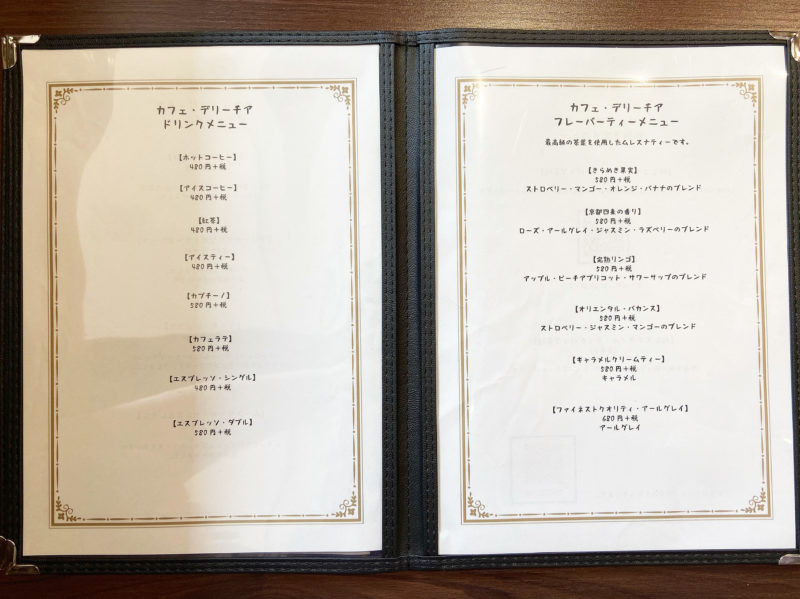 カフェ・デリーチア
ドリンクメニュー
【ホットコーヒー】
480円+税
【アイスコーヒー】
480円+税
【紅茶】
480円+税
【アイスティー】
480円+税
【カプチーノ】
580円+税
【カフェラテ】
580円+税
【エスプレッソ・シングル】
480円+税
【エスプレッソ・ダブル】
580円+税
カフェ・デリーチア
フレーバーティーメニュー
最高級の茶葉を使用したムレスナティーです。
【きらめき果実】
580円+税
ストロベリー・マンゴー・オレンジ・バナナのブレンド
【京都四条の香り】
580円+税
ローズ・アールグレイ・ジャスミン・ラズベリーのブレンド
【完熟リンゴ】
580円+税
アップル・ピーチアプリコット・サワーサップのブレンド
【オリエンタル・バカンス】
580円+税
ストロベリー・ジャスミン・マンゴーのブレンド
【キャラメルクリームティー】
580円+税
キャラメル
【ファイネストクオリティ・アールグレイ】
680円+税
アールグレイ